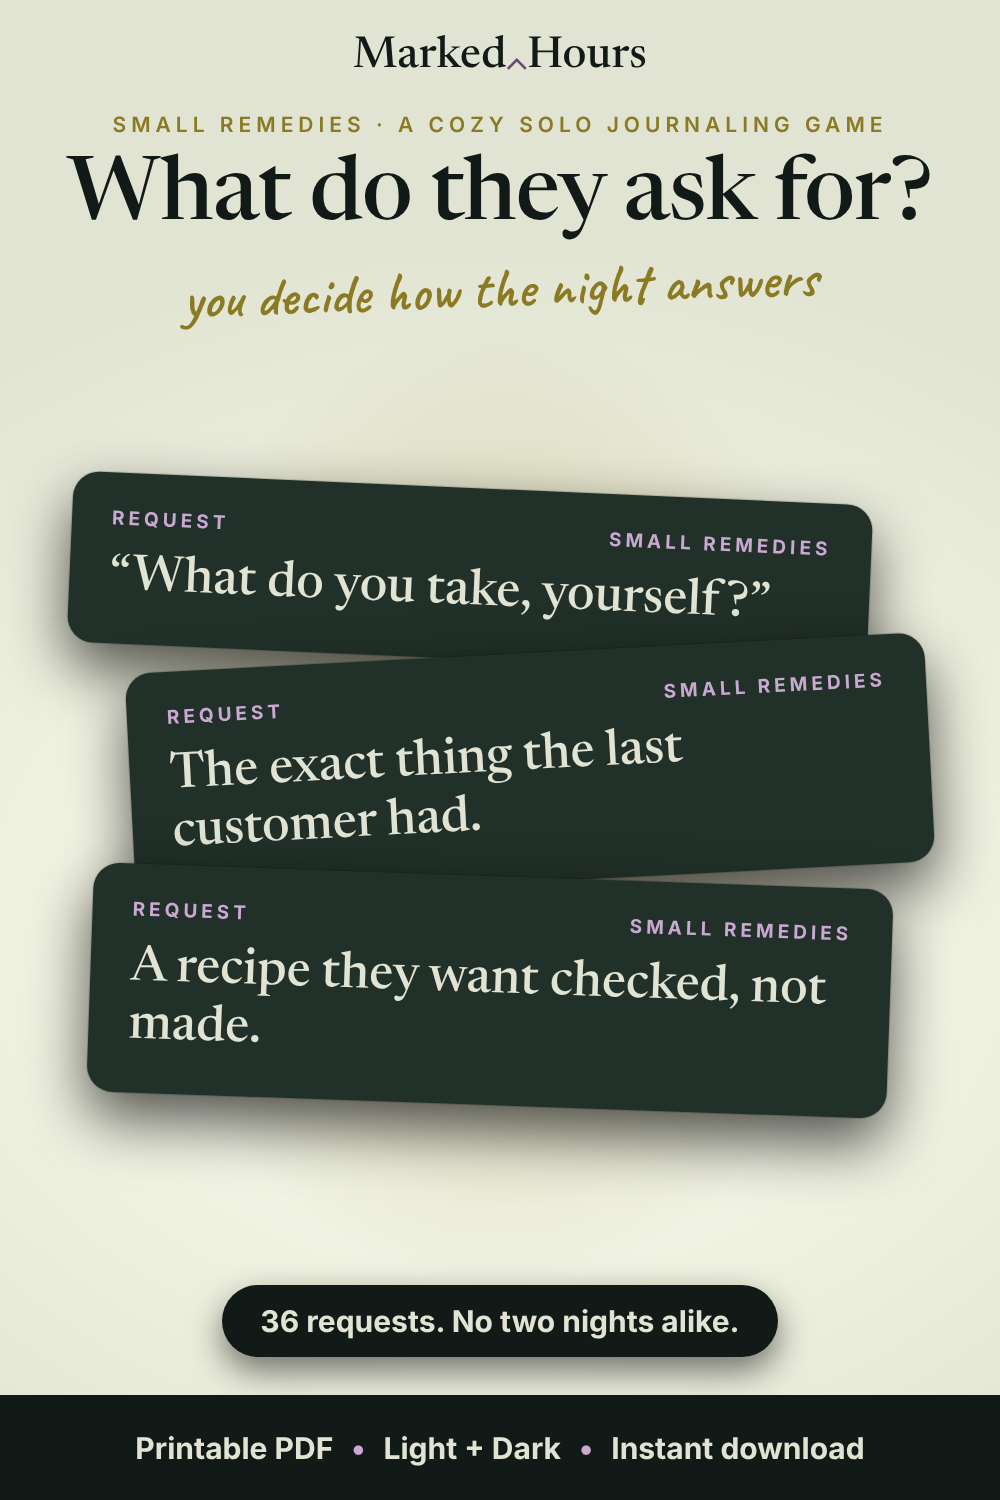 Marked‸Hours
SMALL REMEDIES · A COZY SOLO JOURNALING GAME
What do they ask for?
you decide how the night answers
REQUEST
SMALL REMEDIES
“What do you take, yourself?”
REQUEST
SMALL REMEDIES
The exact thing the last
customer had.
REQUEST
SMALL REMEDIES
A recipe they want checked, not
made.
36 requests. No two nights alike.
Printable PDF • Light + Dark • Instant download